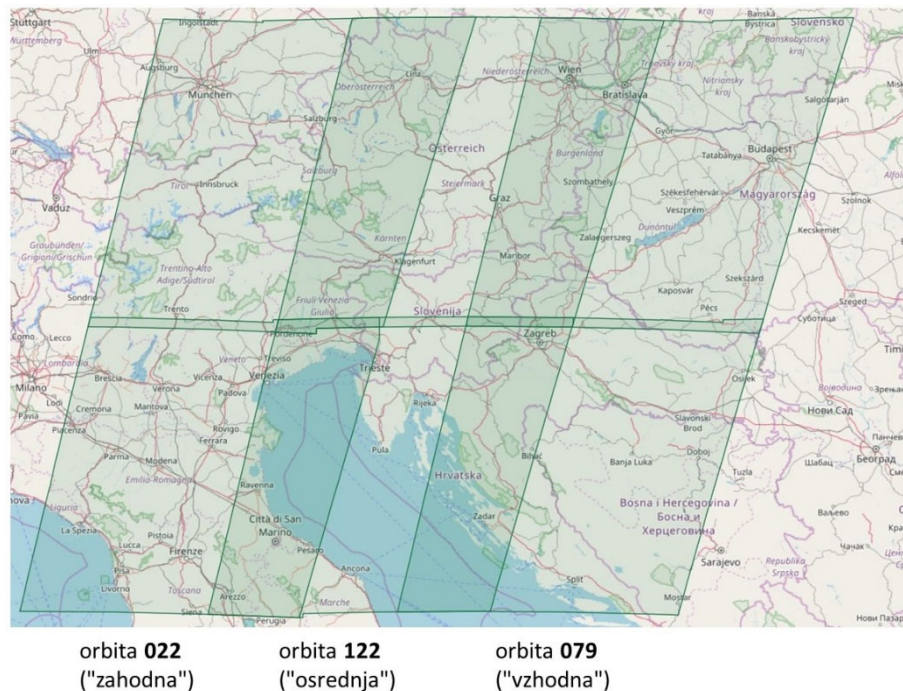 Stuttgart
Ingolstadt
Banská
Bystrica
Slovensko
Württemberg
Ulm
Augsburg
München
Linz
Oberösterreich
Niederösterreich
Wien
Bratislava
Trnavský kraj
Nitriansky
kraj
Banskobystrický
kraj
Salgótarján
Salzburg
Österreich
Burgenland
Győr
Tatabánya
Budapest
Vaduz
Tirol
Innsbruck
Salzburg
Steiermark
Graz
Szombathely
Székesfehérvár
Veszprém
Magyarország
Szolnok
Kecskemét
Graubünden/
Grigioni/Grischun
Kärnten
Klagenfurt
Maribor
Zalaegerszeg
Dunántúl
Trentino-Alto
Adige/Südtirol
Sondrio
Trento
Friuli Venezia
Giulia
Slovenija
Kaposvár
Szekszárd
Pécs
Szeged
Суботица
Como
Lecco
Lombardia
Milano
Pavia
Pordenone
Treviso
Veneto
Venezia
Trieste
Zagreb
Brescia
Verona
Vicenza
Padova
Osijek
Војводина
Нови Сад
Lodi
Cremona
Mantova
Piacenza
Rovigo
Ferrara
Rijeka
Pula
Slavonski
Brod
Parma
Modena
Emilia-Romagna
Ravenna
Hrvatska
Bihać
Banja Luka
Doboj
Tuzla
Шабац
Београд
Liguria
La Spezia
Città di San
Marino
Zadar
Bosna i Hercegovina /
Босна и
Херцеговина
Ваљево
Чачак
Lucca
Pistoia
Firenze
Pisa
Livorno
Toscana
Arezzo
Siena
Perugia
Pesaro
Ancona
Marche
Split
Mostar
Sarajevo
Republika
Srpska
Нови Пазар
orbita 022
("zahodna")
orbita 122
("osrednja")
orbita 079
("vzhodna")